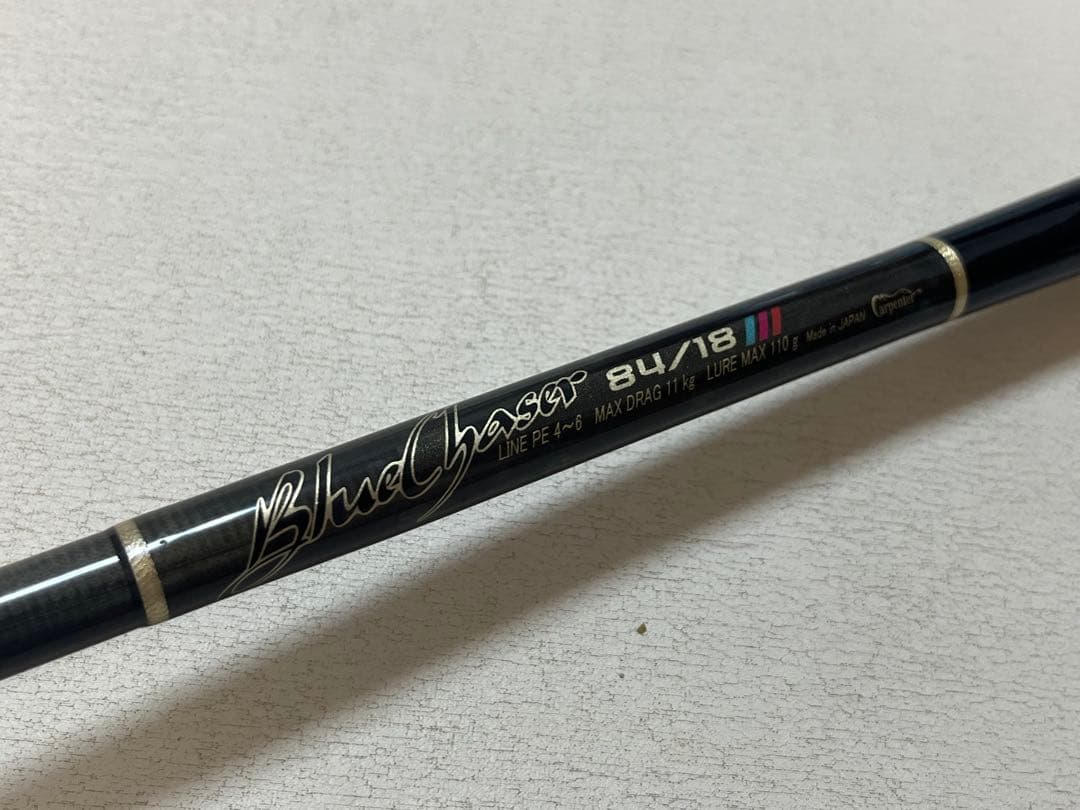 BlueChaser 84/18
LINE PE 4~6 MAX DRAG 11 kg LURE MAX 110 g Made in JAPAN Carpenter